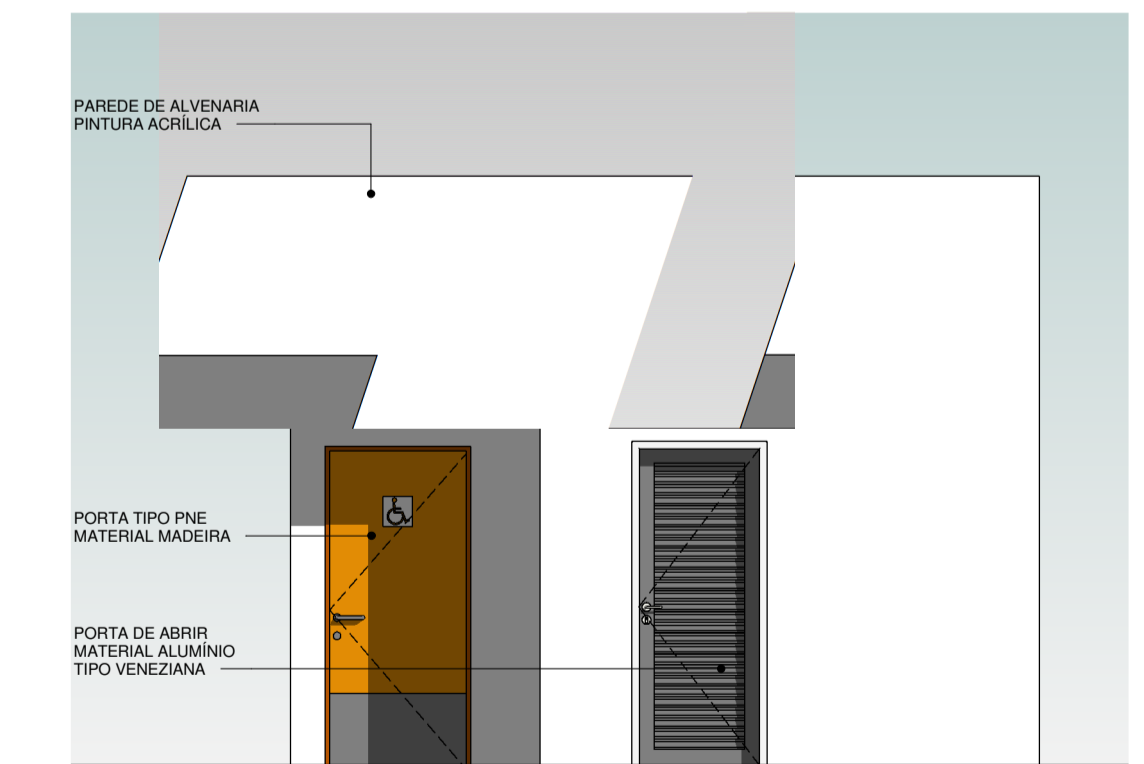 PAREDE DE ALVENARIA
PINTURA ACRÍLICA
PORTA TIPO PNE
MATERIAL MADEIRA
PORTA DE ABRIR
MATERIAL ALUMÍNIO
TIPO VENEZIANA